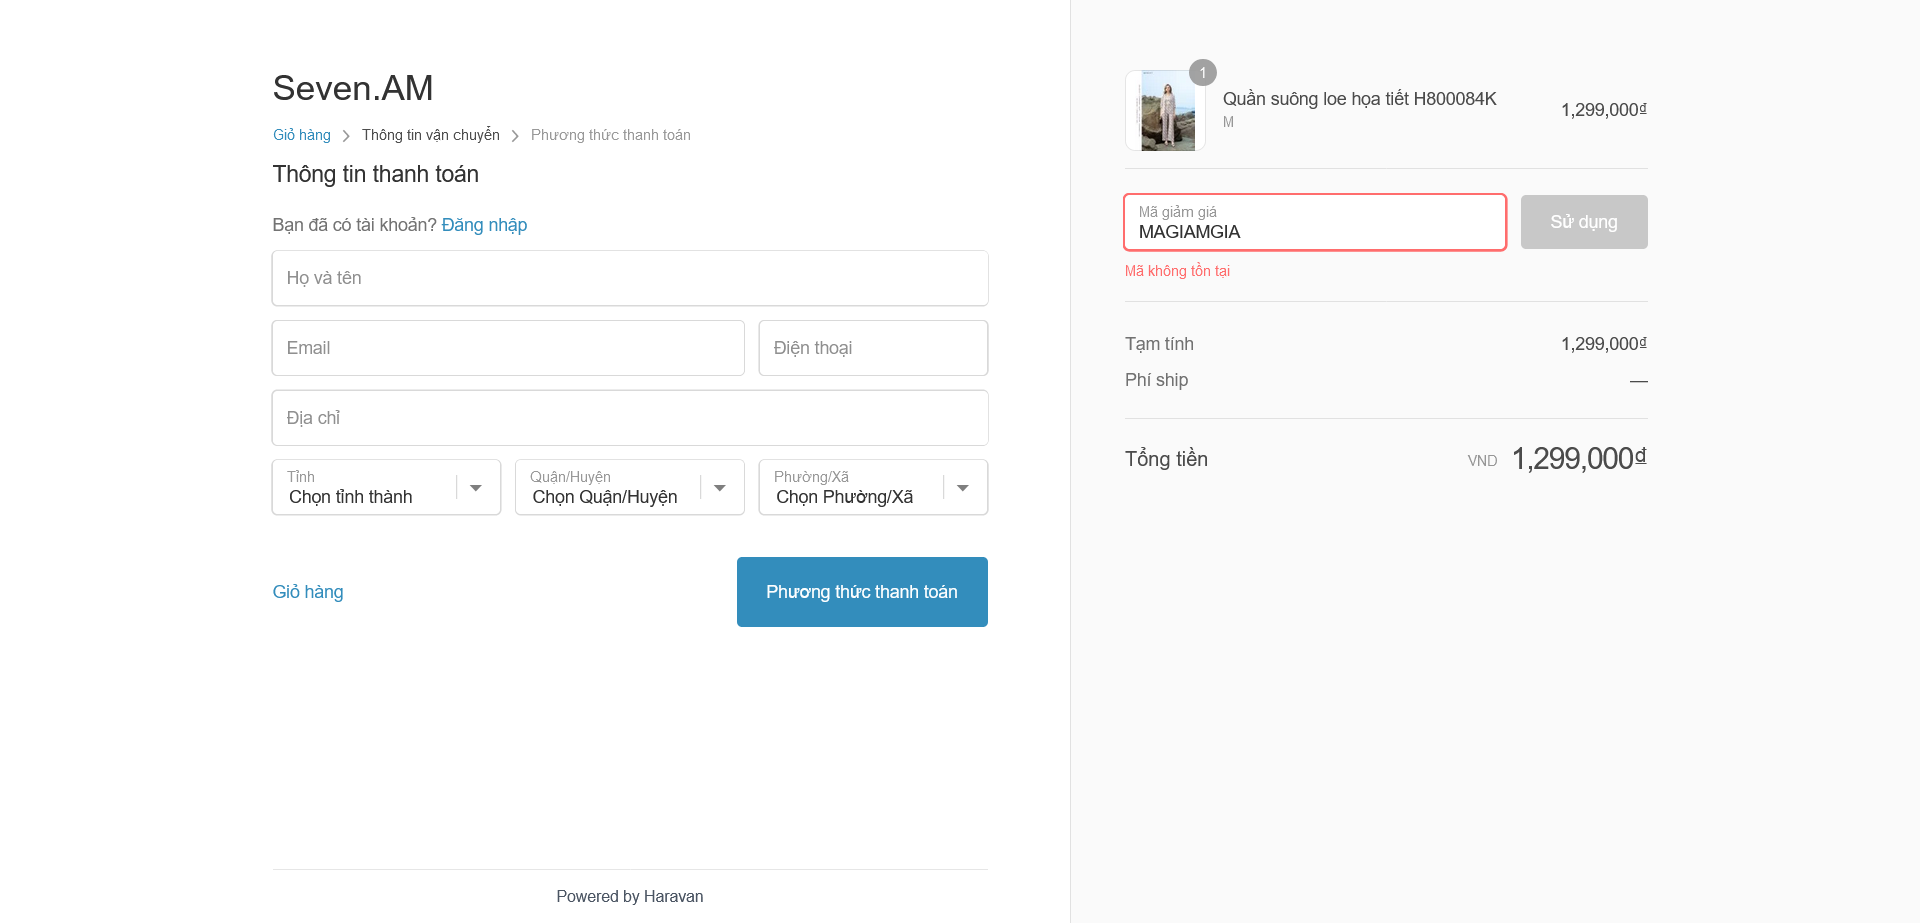 Seven.AM
Giỏ hàng
Thông tin vận chuyển
Phương thức thanh toán
Thông tin thanh toán
Bạn đã có tài khoản? Đăng nhập
Họ và tên
Email
Điện thoại
Địa chỉ
Tỉnh
Chọn tỉnh thành
Quận/Huyện
Chọn Quận/Huyện
Phường/Xã
Chọn Phường/Xã
Giỏ hàng
Phương thức thanh toán
Powered by Haravan
1
Quần suông loe họa tiết H800084K
M
1,299,000₫
Mã giảm giá
MAGIAMGIA
Sử dụng
Mã không tồn tại
Tạm tính
1,299,000₫
Phí ship
—
Tổng tiền
VND 1,299,000₫